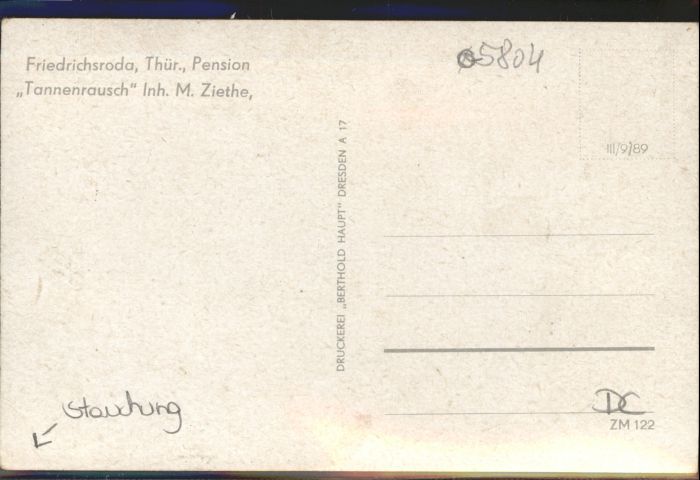 Friedrichsroda, Thür., Pension
„Tannenrausch" Inh. M. Ziethe,
05804
III/9/89
DRUCKEREI „BERTHOLD HAUPT" DRESDEN A 17
Stauchung
DC
ZM 122